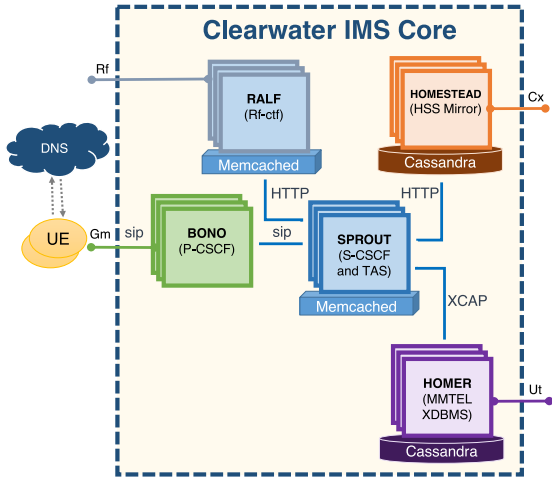 Clearwater IMS Core
Rf
RALF
(Rf-ctf)
Memcached
HOMESTEAD
(HSS Mirror)
Cassandra
Cx
DNS
HTTP
HTTP
UE
Gm
sip
BONO
(P-CSCF)
sip
SPROUT
(S-CSCF
and TAS)
Memcached
XCAP
HOMER
(MMTEL
XDBMS)
Cassandra
Ut